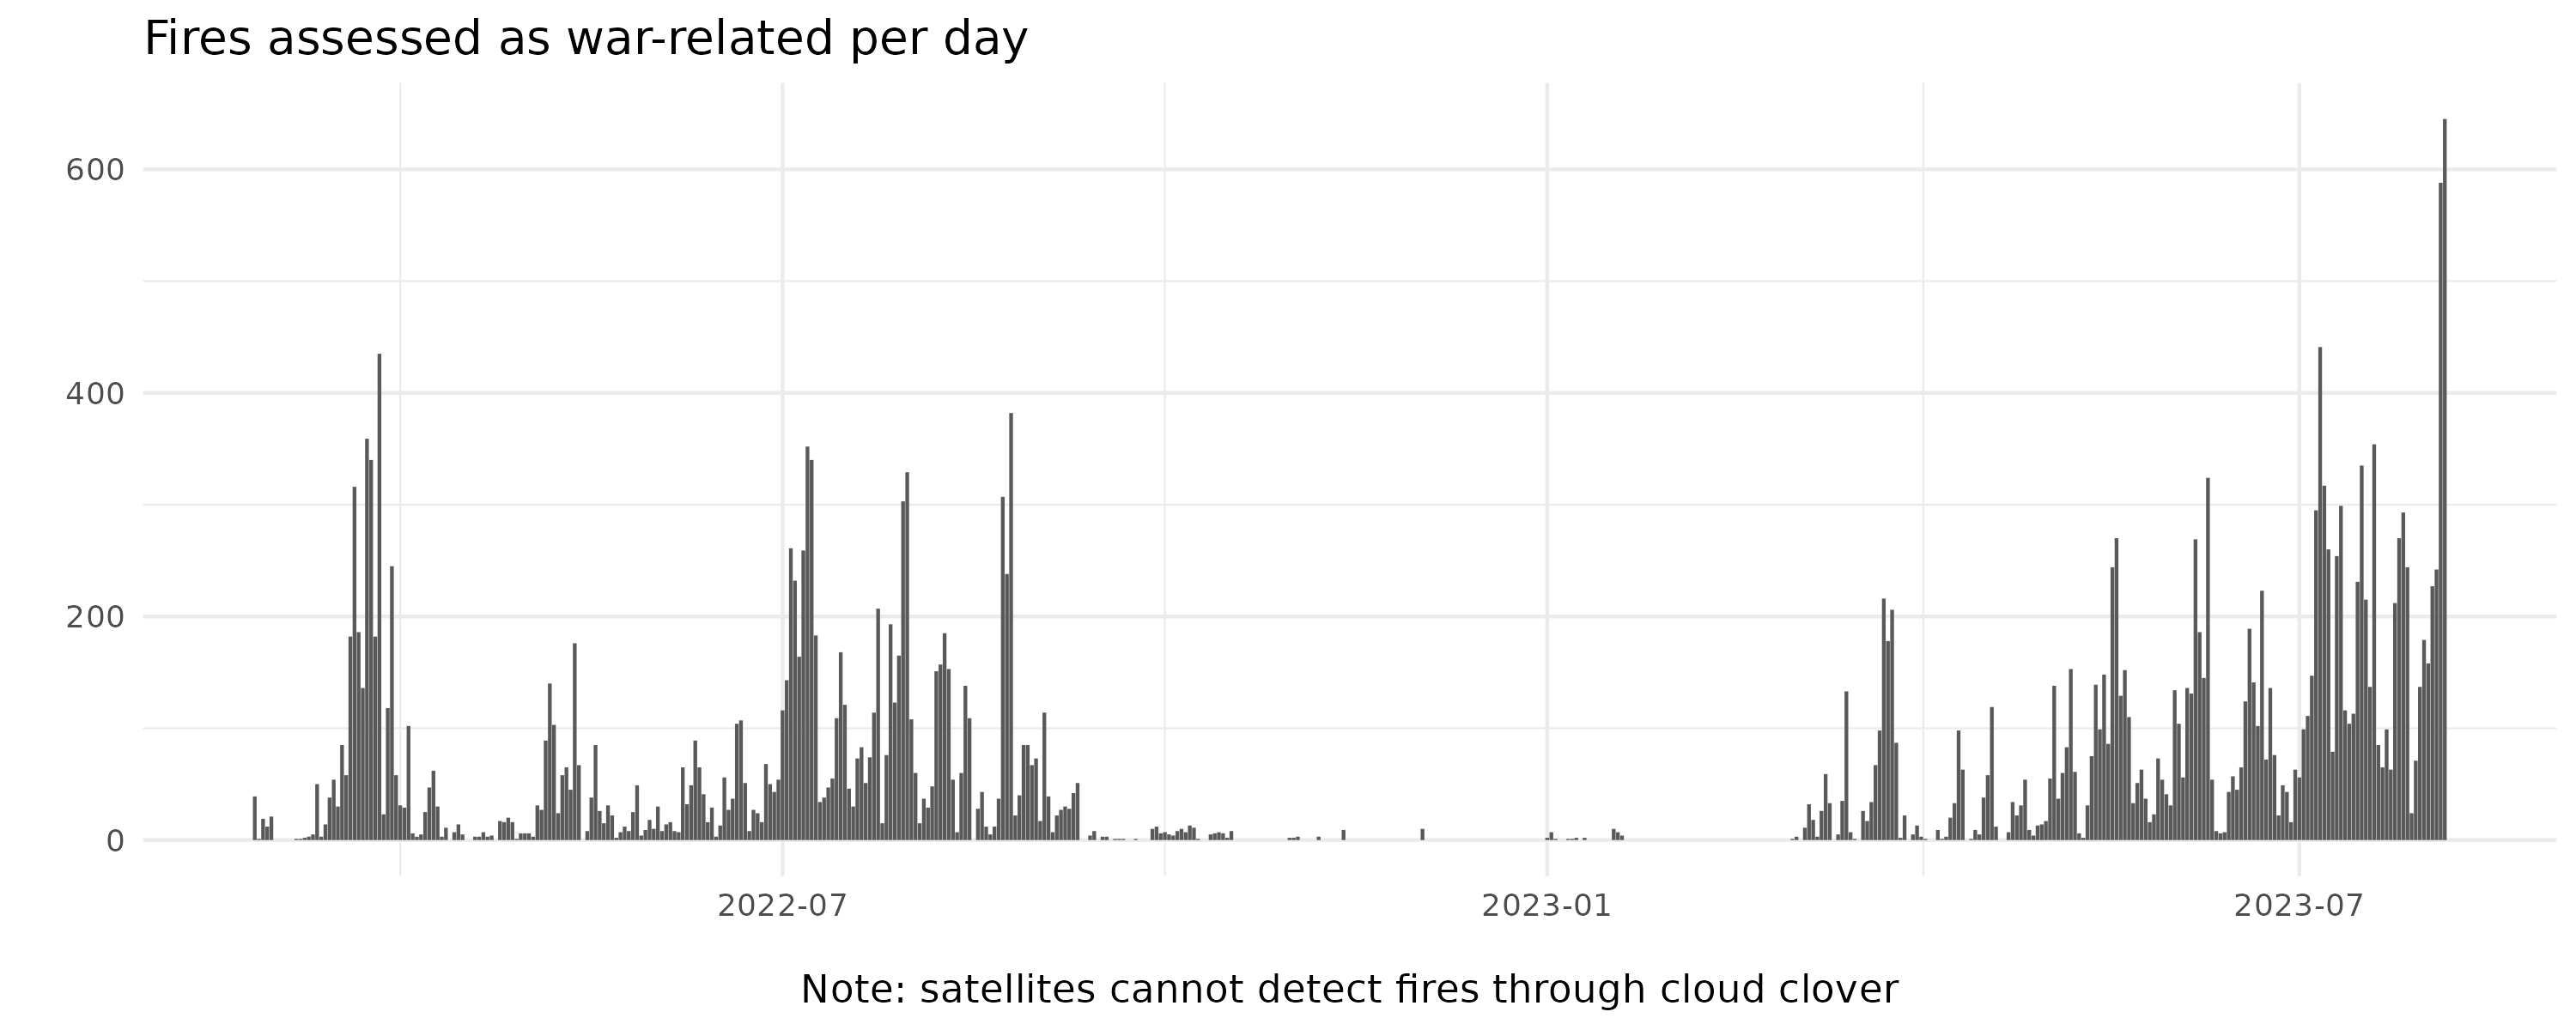 Fires assessed as war-related per day
600
400
200
0
2022-07 2023-01 2023-07
Note: satellites cannot detect fires through cloud clover